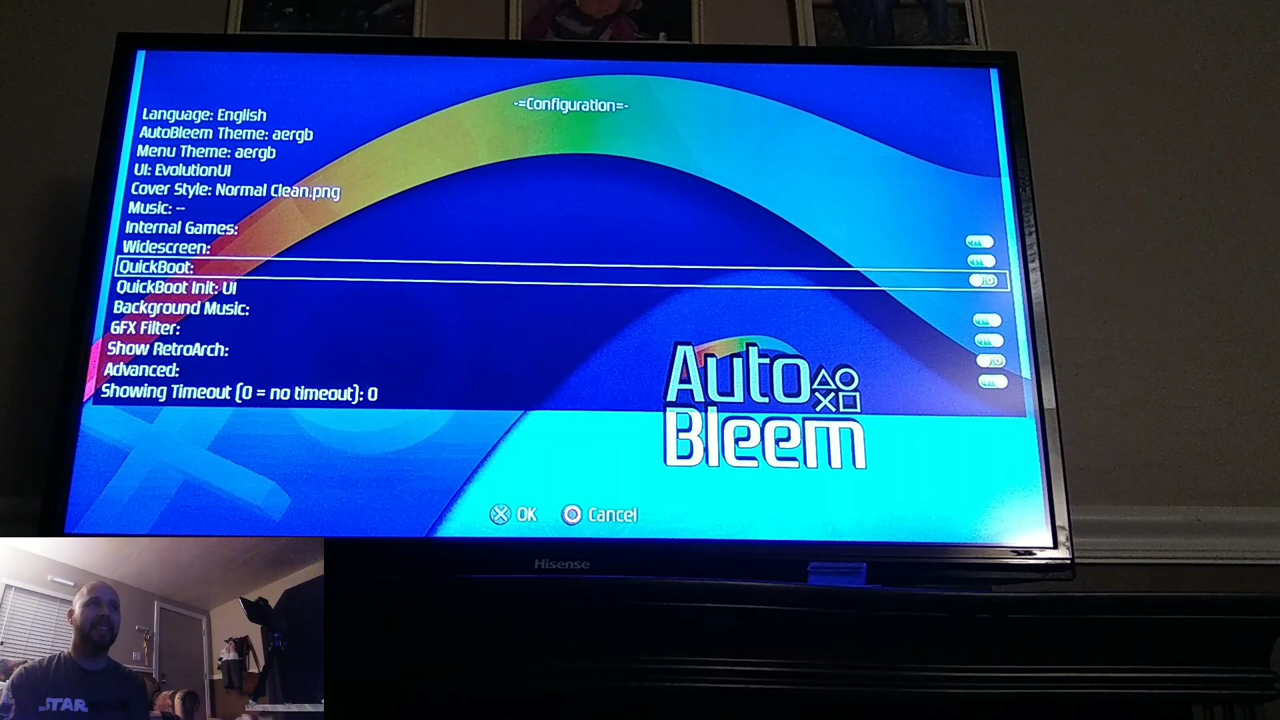 -=Configuration=-
Language: English
AutoBleem Theme: aergb
Menu Theme: aergb
UI: EvolutionUI
Cover Style: Normal Clean.png
Music: --
Internal Games:
Widescreen:
QuickBoot:
QuickBoot Init: UI
Background Music:
GFX Filter:
Show RetroArch:
Advanced:
Showing Timeout (0 = no timeout): 0
Auto
Bleem
OK Cancel
Hisense
STAR